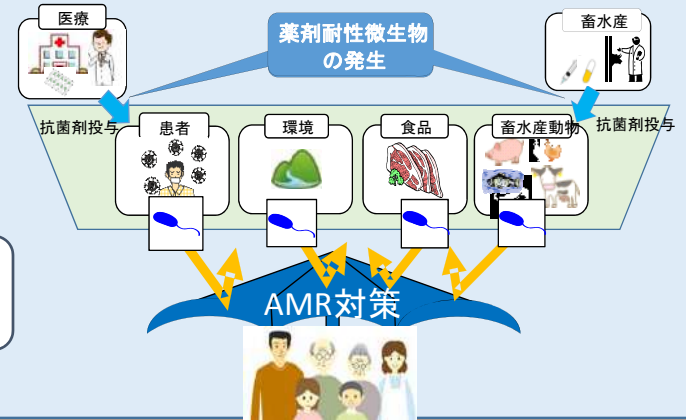 医療
薬剤耐性微生物
の発生
畜水産
抗菌剤投与
患者
環境
食品
畜水産動物
抗菌剤投与
AMR対策